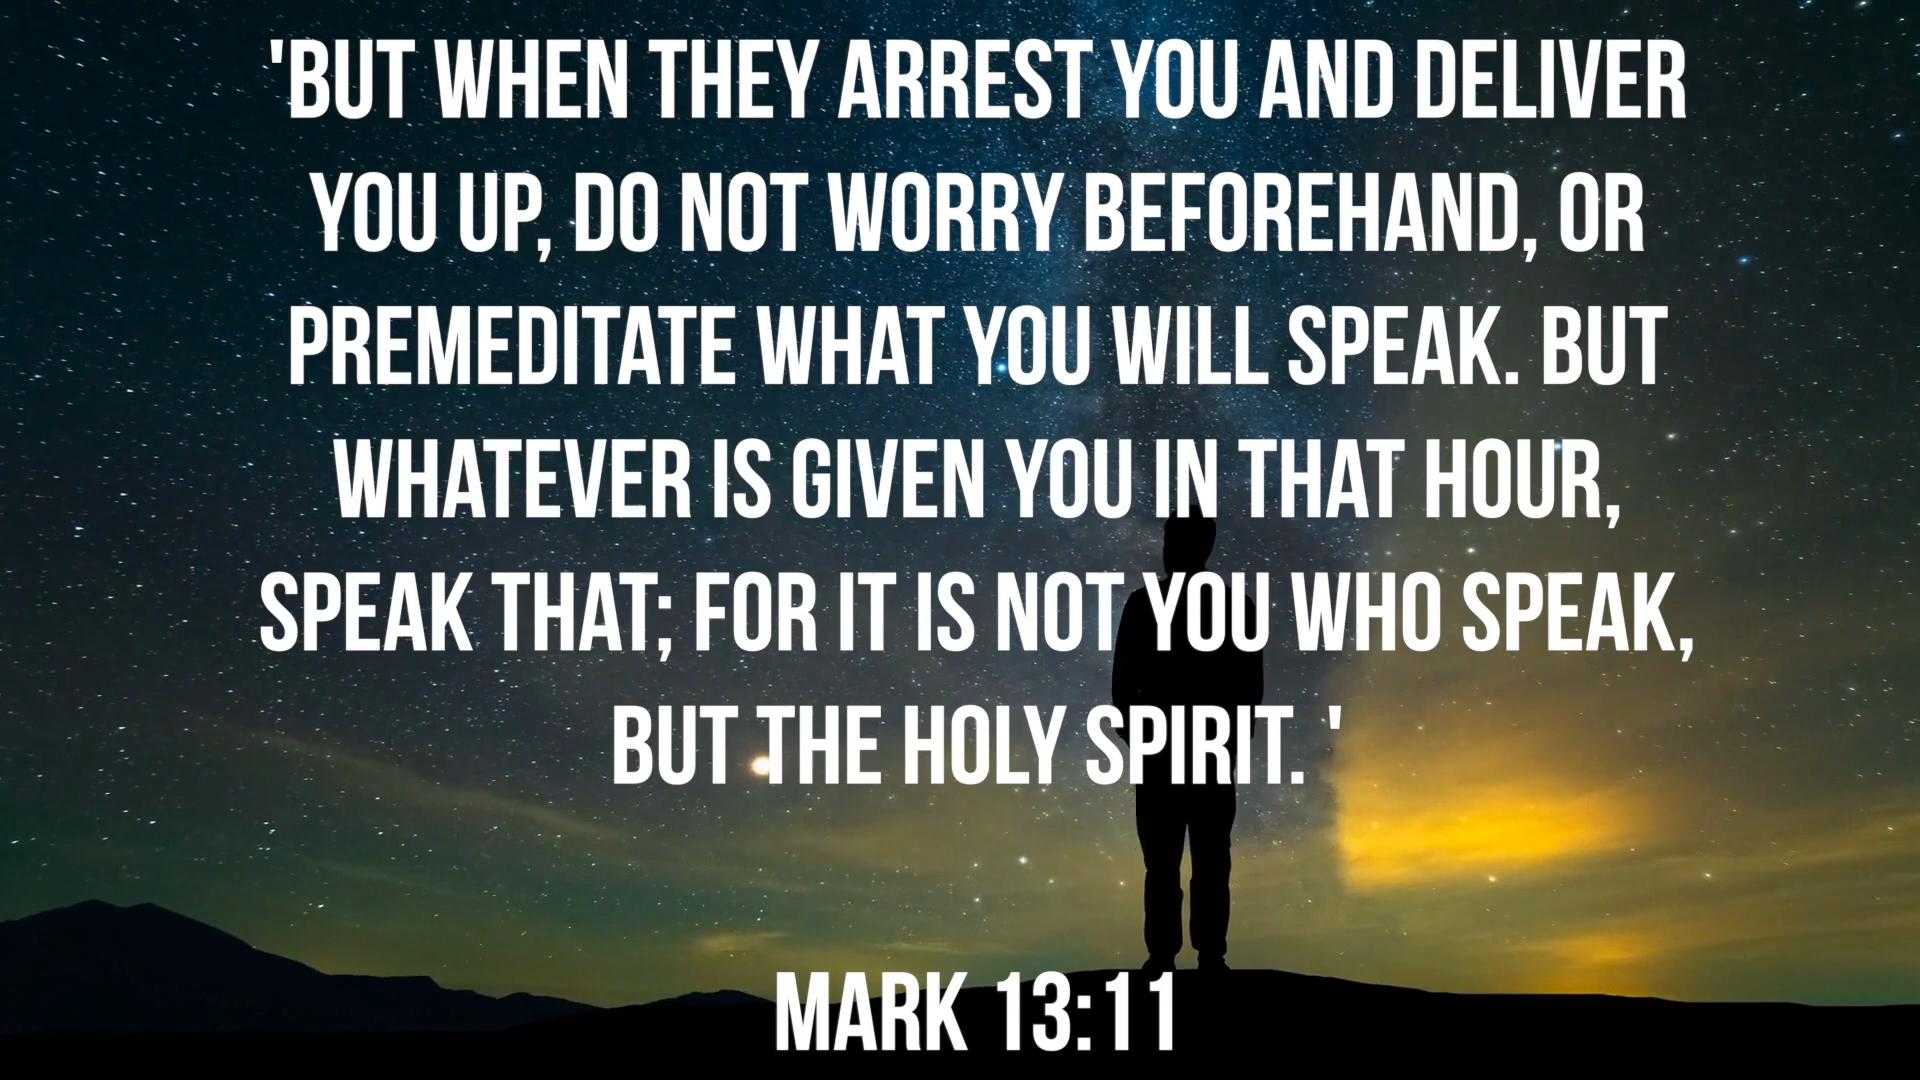 'BUT WHEN THEY ARREST YOU AND DELIVER
YOU UP, DO NOT WORRY BEFOREHAND, OR
PREMEDITATE WHAT YOU WILL SPEAK. BUT
WHATEVER IS GIVEN YOU IN THAT HOUR,
SPEAK THAT; FOR IT IS NOT YOU WHO SPEAK,
BUT THE HOLY SPIRIT. '
MARK 13:11